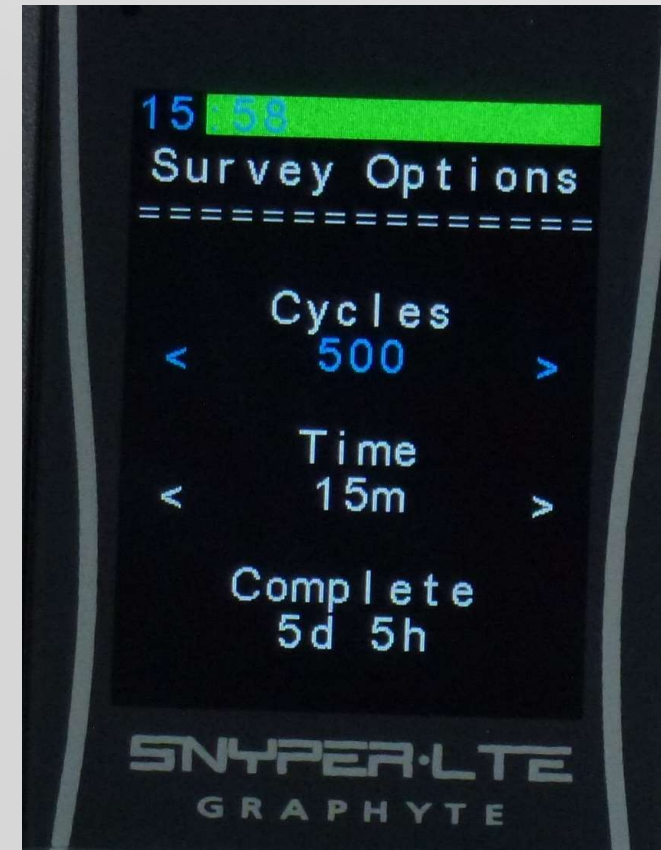 15:58
Survey Options
===============
Cycles
< 500 >
Time
< 15m >
Complete
5d 5h
SNYPER·LTE
GRAPHYTE